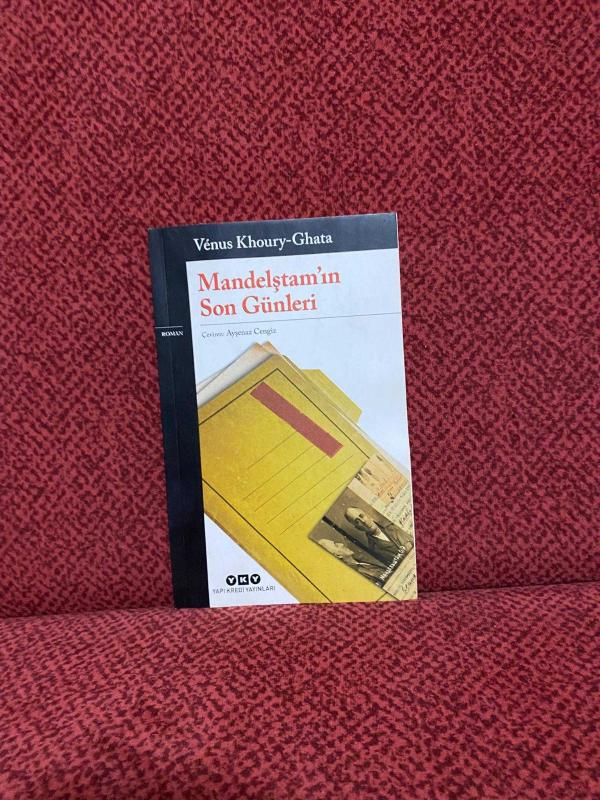 Vénus Khoury-Ghata
Mandelştam'ın
Son Günleri
ROMAN
Çeviren: Ayşenaz Cengiz
YKY
YAPI KREDİ YAYINLARI